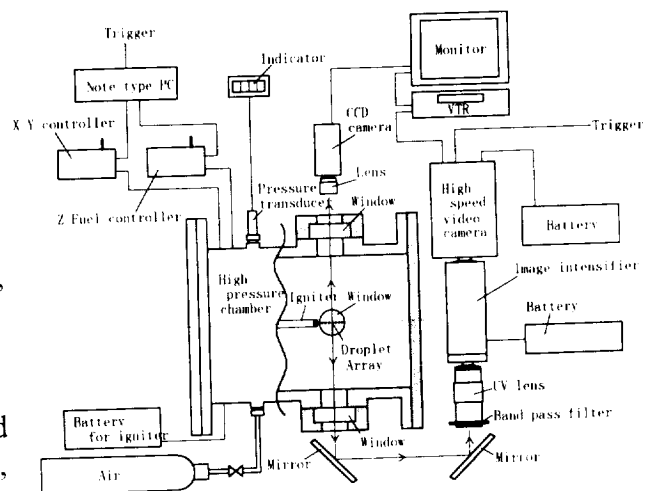 Trigger
Note type PC
X Y controller
Z Fuel controller
Indicator
Pressure
transducer
CCD
camera
Lens
Window
Monitor
VTR
Trigger
High
speed
video
camera
Battery
Image intensifier
Battery
High
pressure
chamber
Igniter
Window
Droplet
Array
UV lens
Band pass filter
Battery
for igniter
Air
Window
Mirror
Mirror
,
d
,